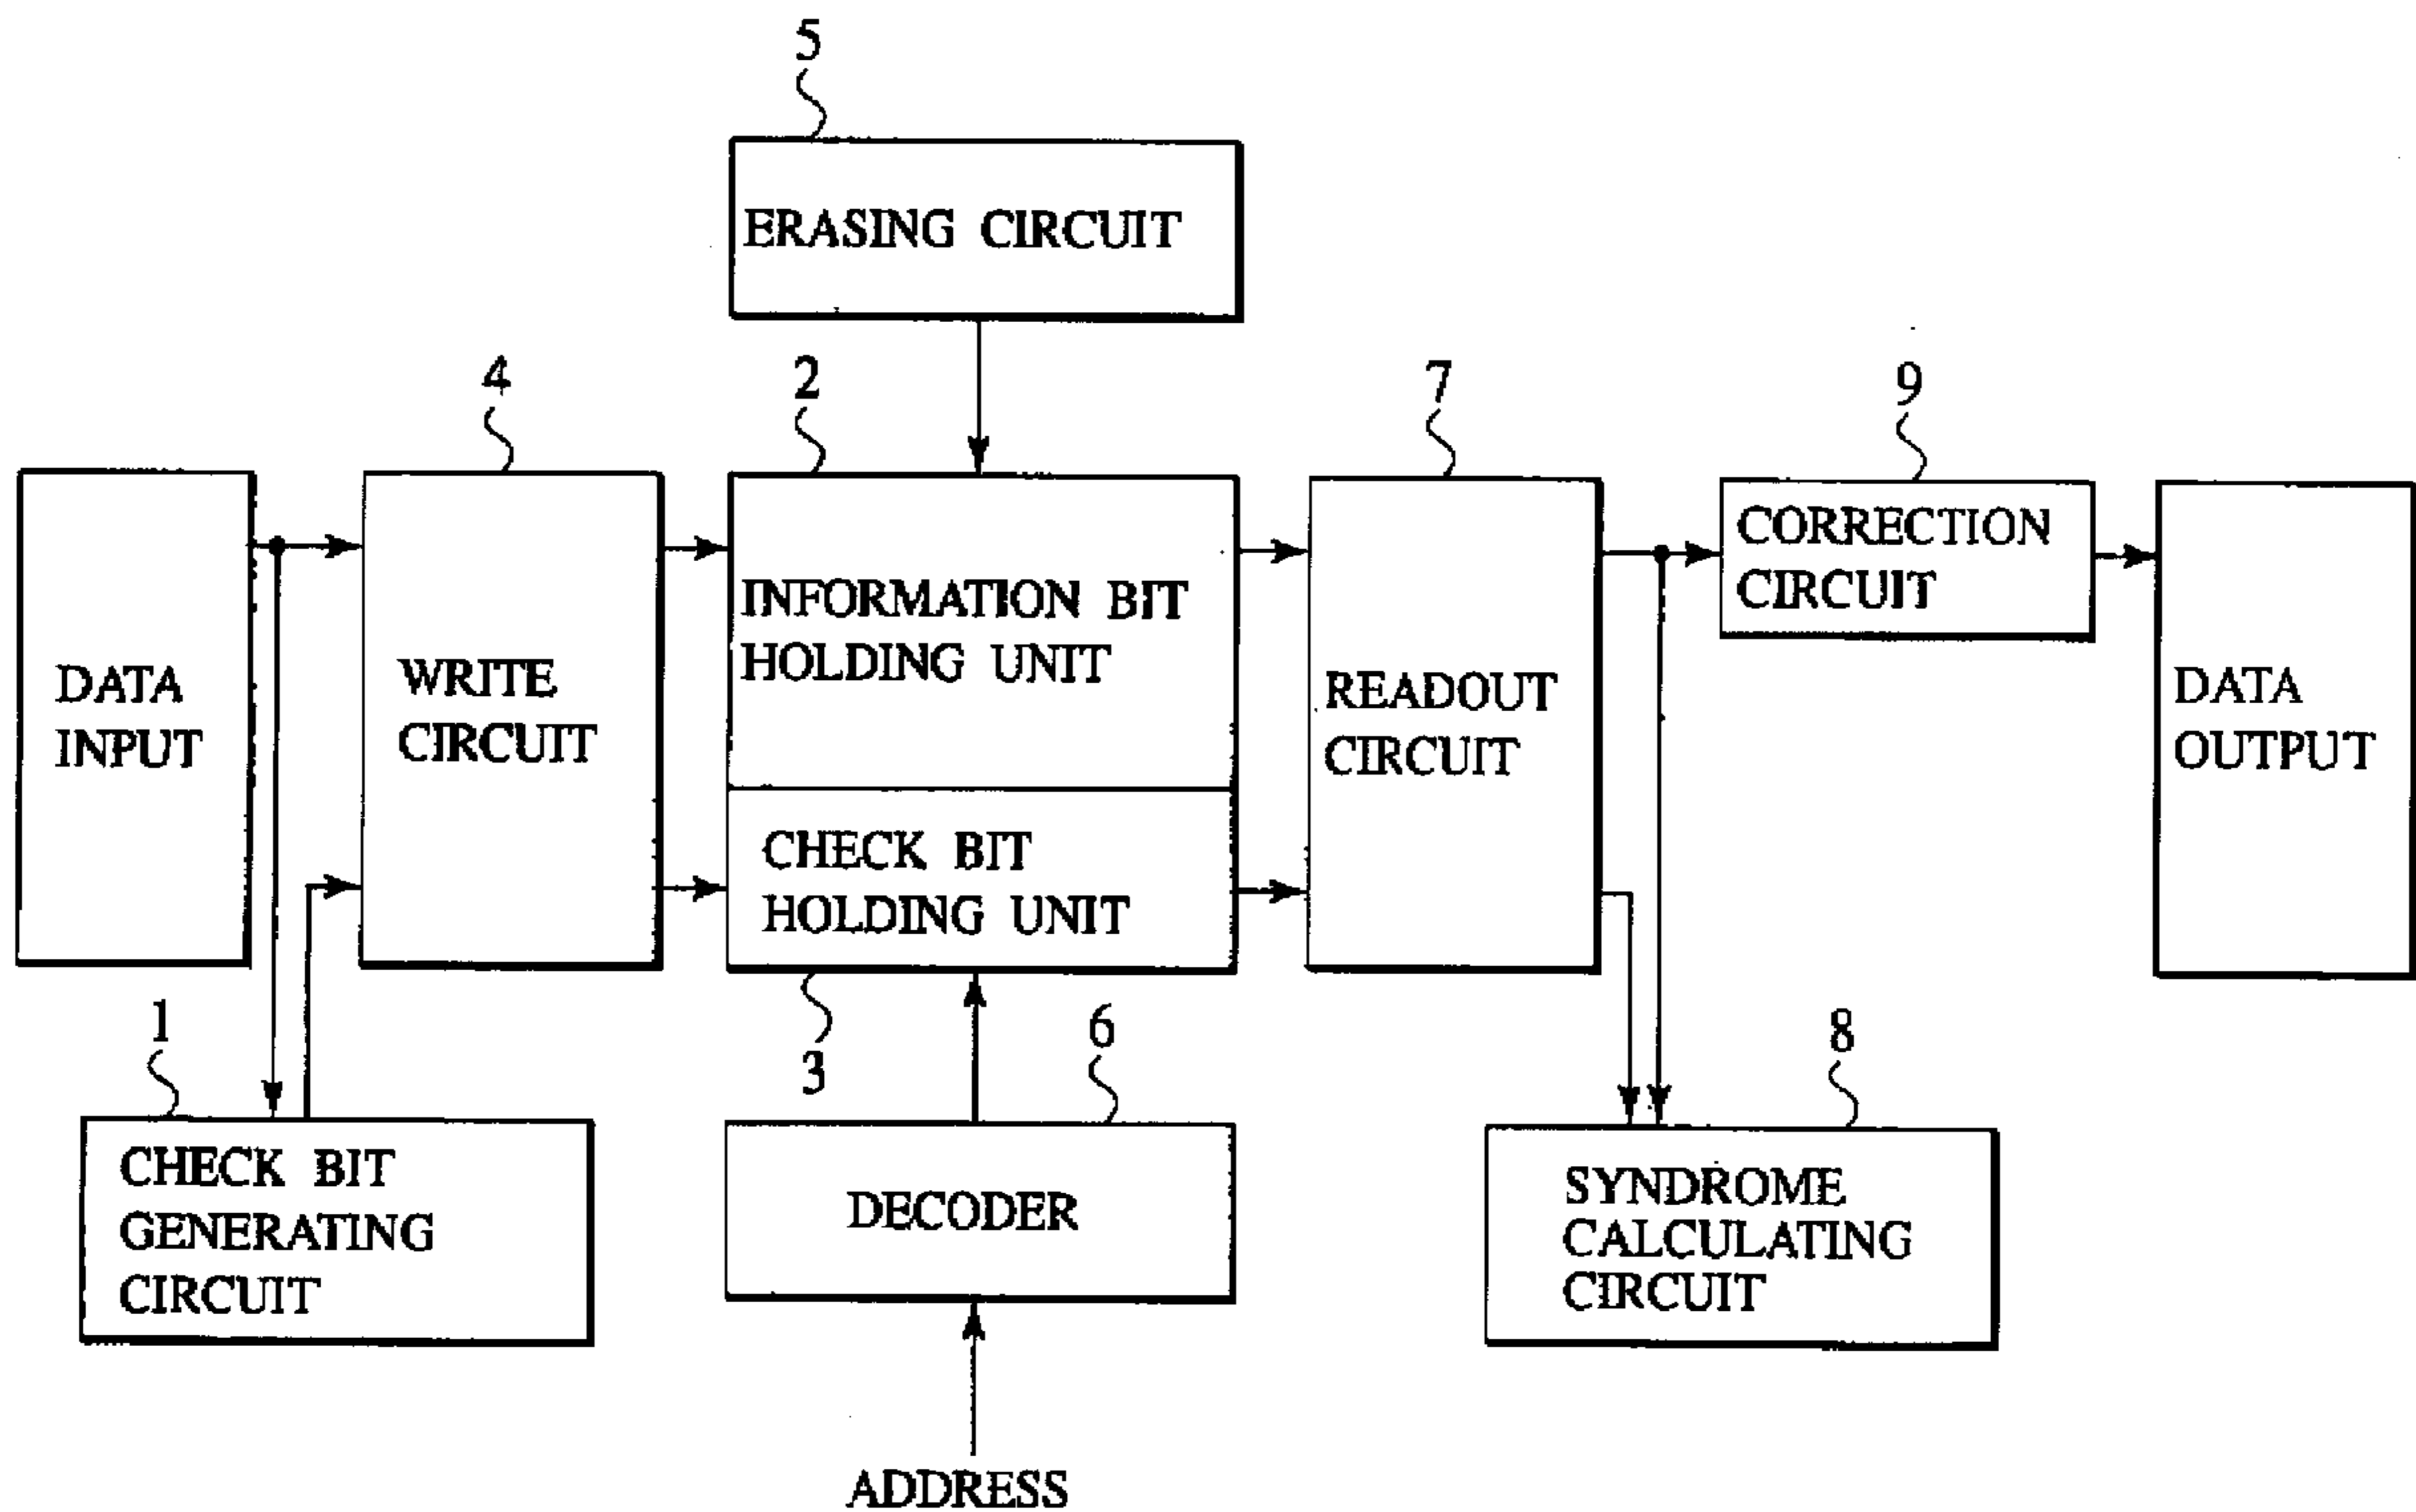 5
ERASING CIRCUIT
4
2
7
9
DATA
INPUT
WRITE
CIRCUIT
INFORMATION BIT
HOLDING UNIT
CHECK BIT
HOLDING UNIT
READOUT
CIRCUIT
CORRECTION
CIRCUIT
DATA
OUTPUT
1
3
6
8
CHECK BIT
GENERATING
CIRCUIT
DECODER
SYNDROME
CALCULATING
CIRCUIT
ADDRESS